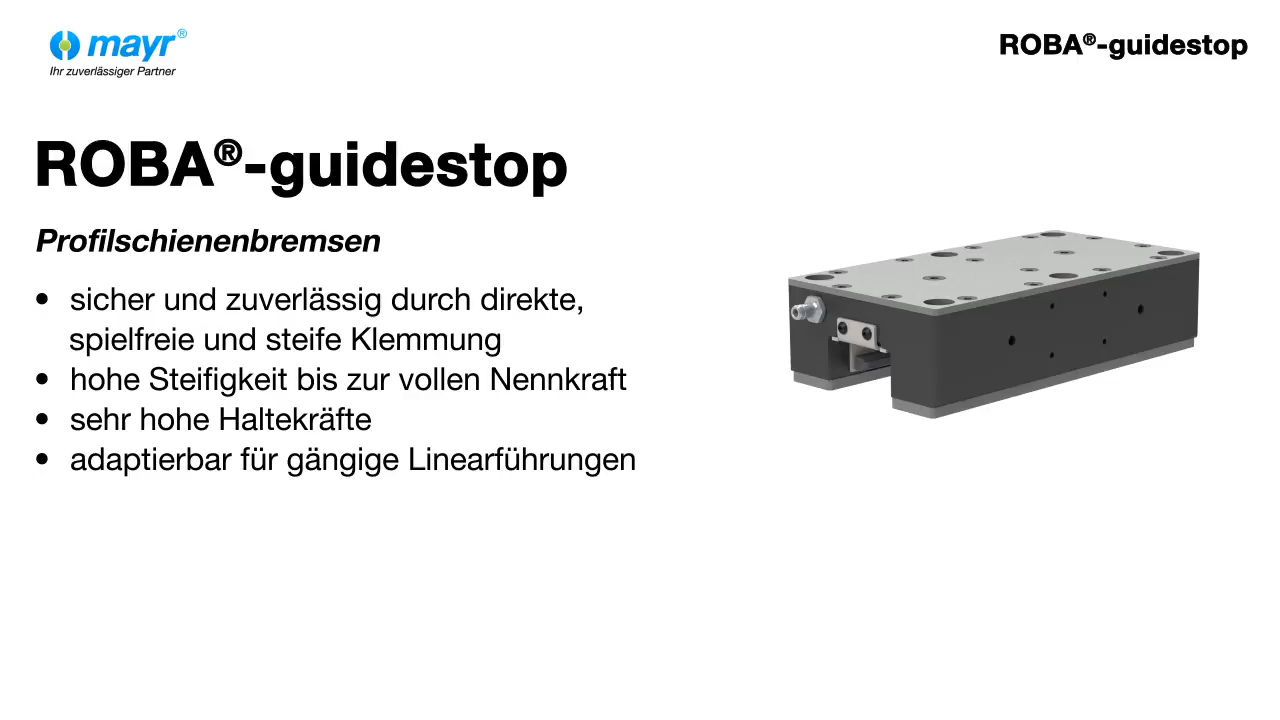 mayr®
Ihr zuverlässiger Partner
ROBA®-guidestop
ROBA®-guidestop
Profilschienenbremsen
• sicher und zuverlässig durch direkte,
spielfreie und steife Klemmung
• hohe Steifigkeit bis zur vollen Nennkraft
• sehr hohe Haltekräfte
• adaptierbar für gängige Linearführungen